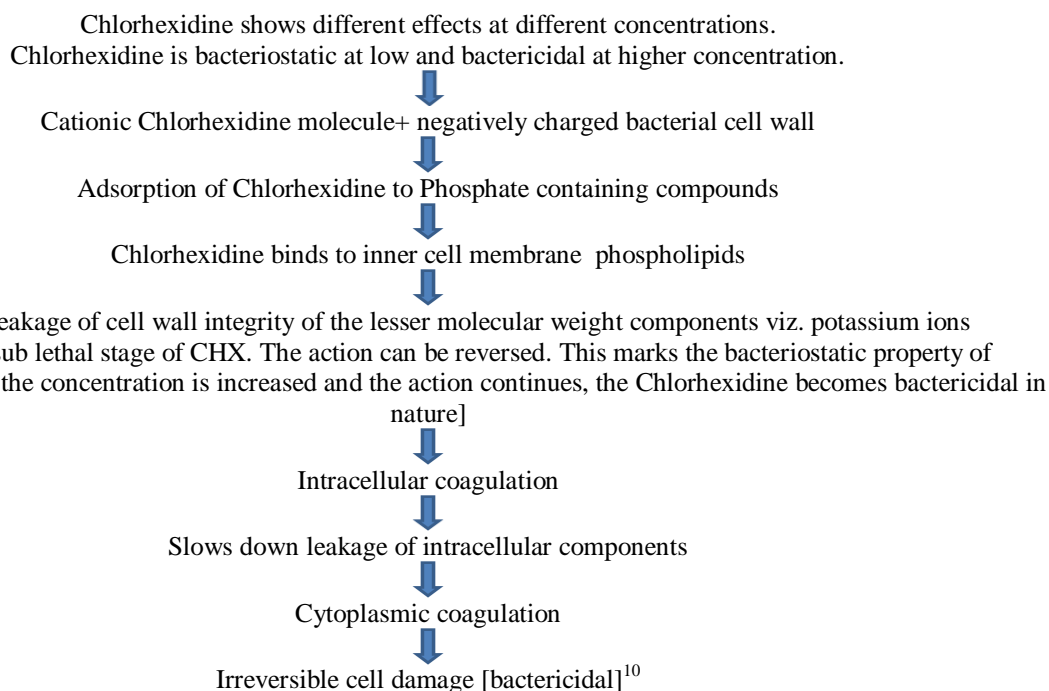 Chlorhexidine shows different effects at different concentrations.
Chlorhexidine is bacteriostatic at low and bactericidal at higher concentration.
Cationic Chlorhexidine molecule+ negatively charged bacterial cell wall
Adsorption of Chlorhexidine to Phosphate containing compounds
Chlorhexidine binds to inner cell membrane phospholipids
eakage of cell wall integrity of the lesser molecular weight components viz. potassium ions
ub lethal stage of CHX. The action can be reversed. This marks the bacteriostatic property of
the concentration is increased and the action continues, the Chlorhexidine becomes bactericidal in
nature]
Intracellular coagulation
Slows down leakage of intracellular components
Cytoplasmic coagulation
Irreversible cell damage [bactericidal]¹⁰